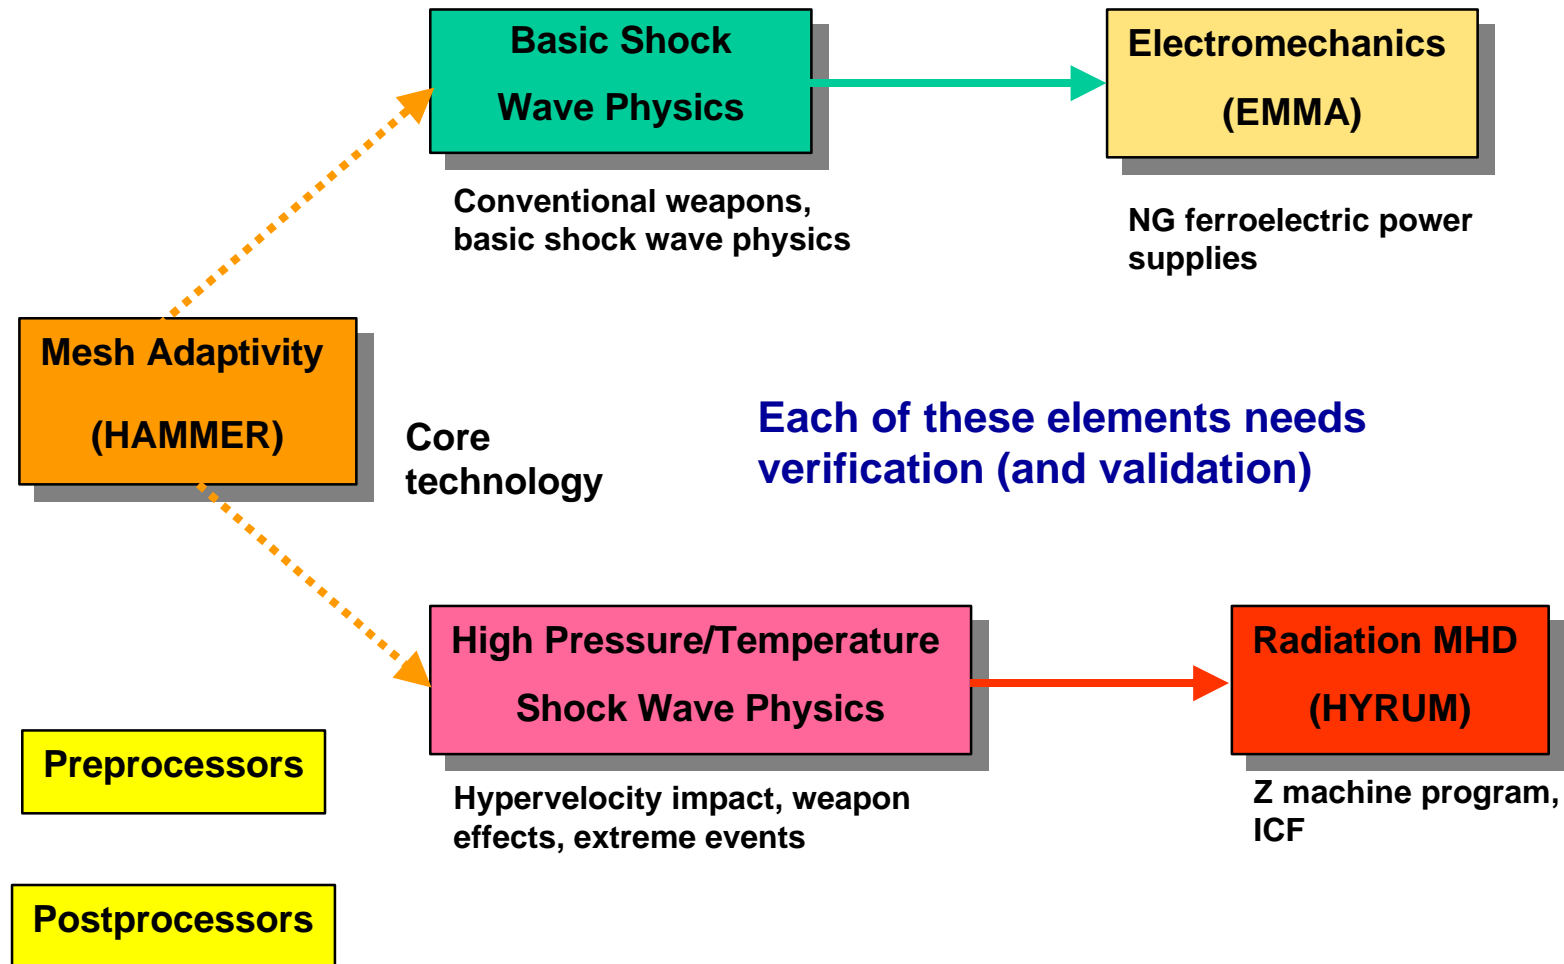 Basic Shock
Wave Physics
Conventional weapons,
basic shock wave physics
Electromechanics
(EMMA)
NG ferroelectric power
supplies
Mesh Adaptivity
(HAMMER)
Core
technology
Each of these elements needs
verification (and validation)
High Pressure/Temperature
Shock Wave Physics
Hypervelocity impact, weapon
effects, extreme events
Radiation MHD
(HYRUM)
Z machine program,
ICF
Preprocessors
Postprocessors